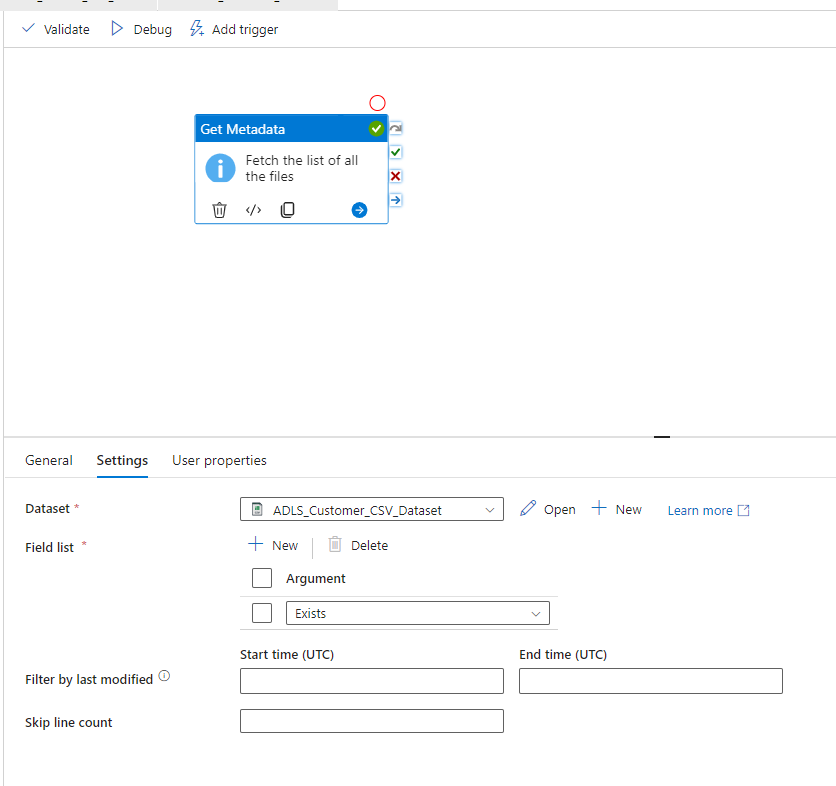 Validate Debug Add trigger
Get Metadata
Fetch the list of all
the files
General Settings User properties
Dataset * ADLS_Customer_CSV_Dataset Open New Learn more
Field list * New Delete
Argument
Exists
Start time (UTC) End time (UTC)
Filter by last modified
Skip line count